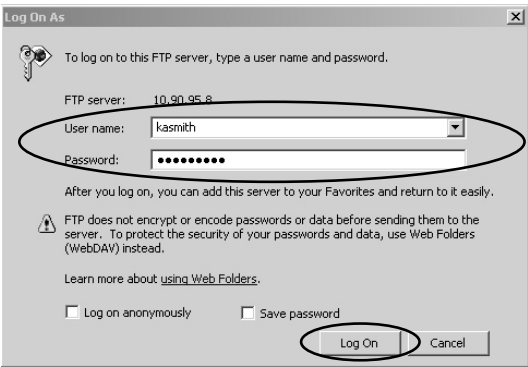 Log On As
To log on to this FTP server, type a user name and password.
FTP server: 10.90.95.8
User name: kasmith
Password: •••••••••
After you log on, you can add this server to your Favorites and return to it easily.
FTP does not encrypt or encode passwords or data before sending them to the
server. To protect the security of your passwords and data, use Web Folders
(WebDAV) instead.
Learn more about using Web Folders.
Log on anonymously Save password
Log On Cancel